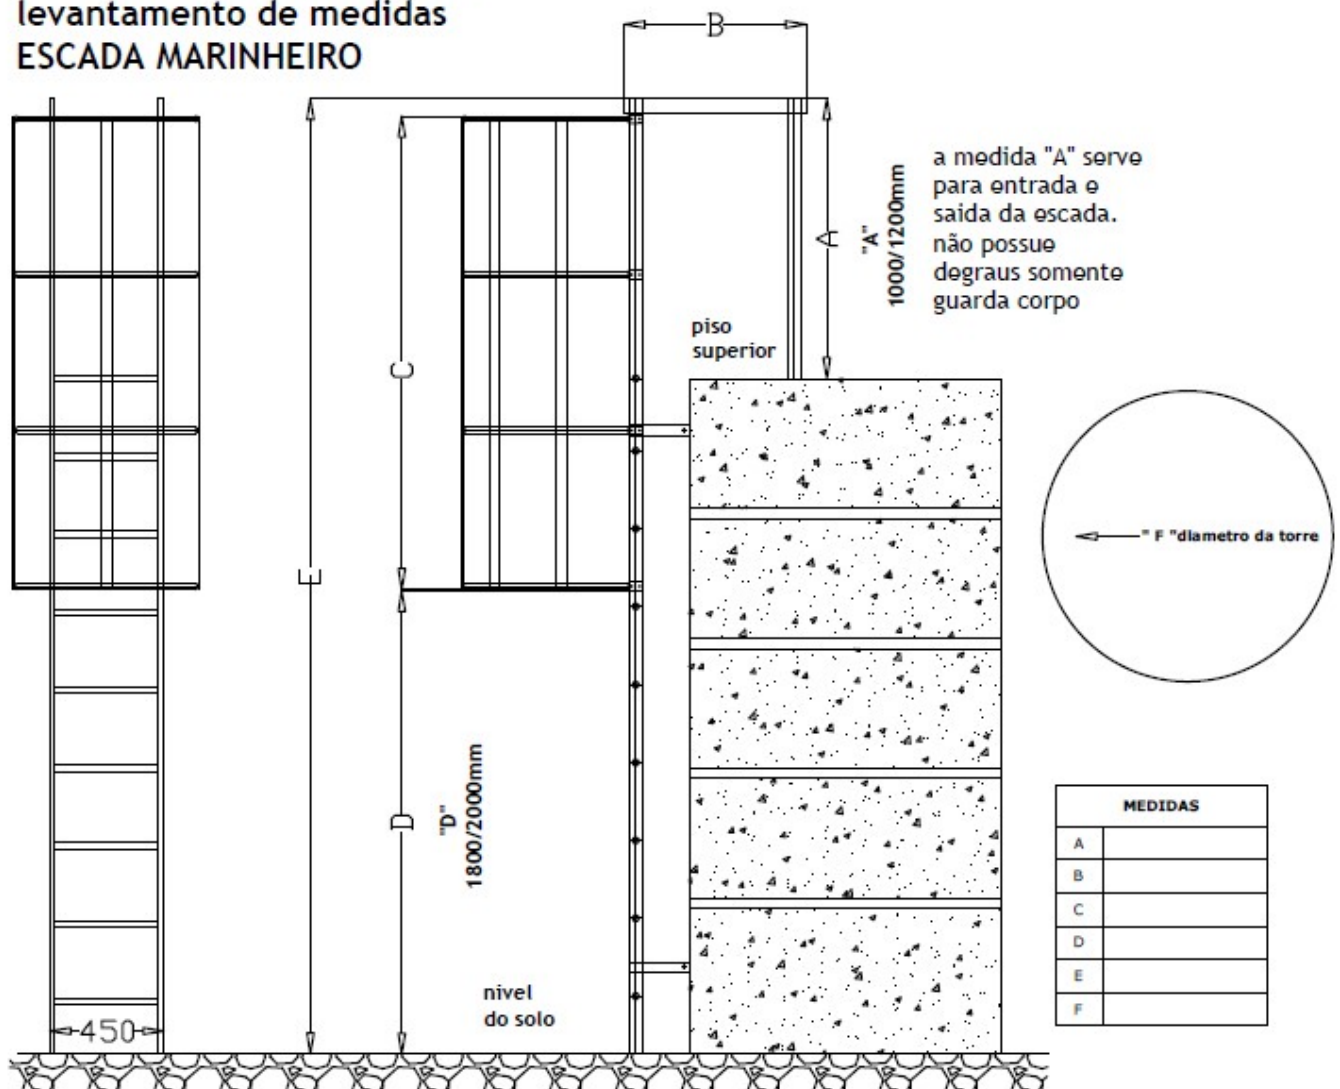 levantamento de medidas
ESCADA MARINHEIRO
B
a medida "A" serve
para entrada e
saida da escada.
não possue
degraus somente
guarda corpo
A
"A"
1000/1200mm
piso
superior
C
E
" F "diametro da torre
D
"D"
1800/2000mm
MEDIDAS
A
B
C
D
E
F
nivel
do solo
450